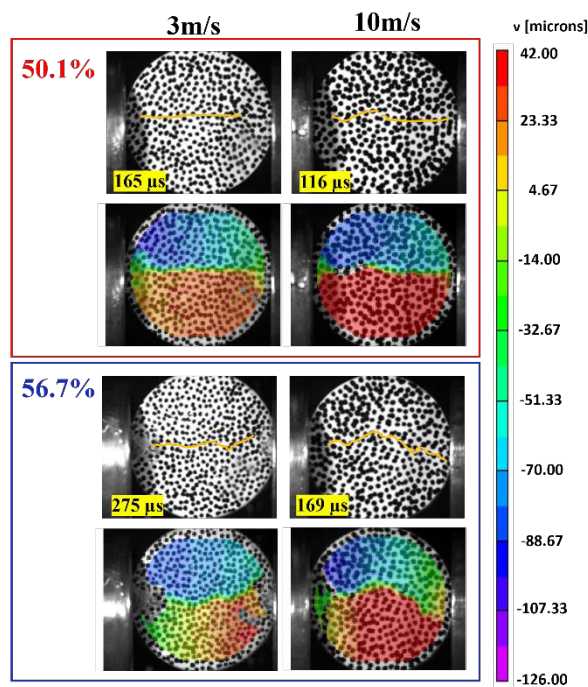 3m/s
10m/s
50.1%
165 µs
116 µs
56.7%
275 µs
169 µs
v [microns]
42.00
23.33
4.67
-14.00
-32.67
-51.33
-70.00
-88.67
-107.33
-126.00